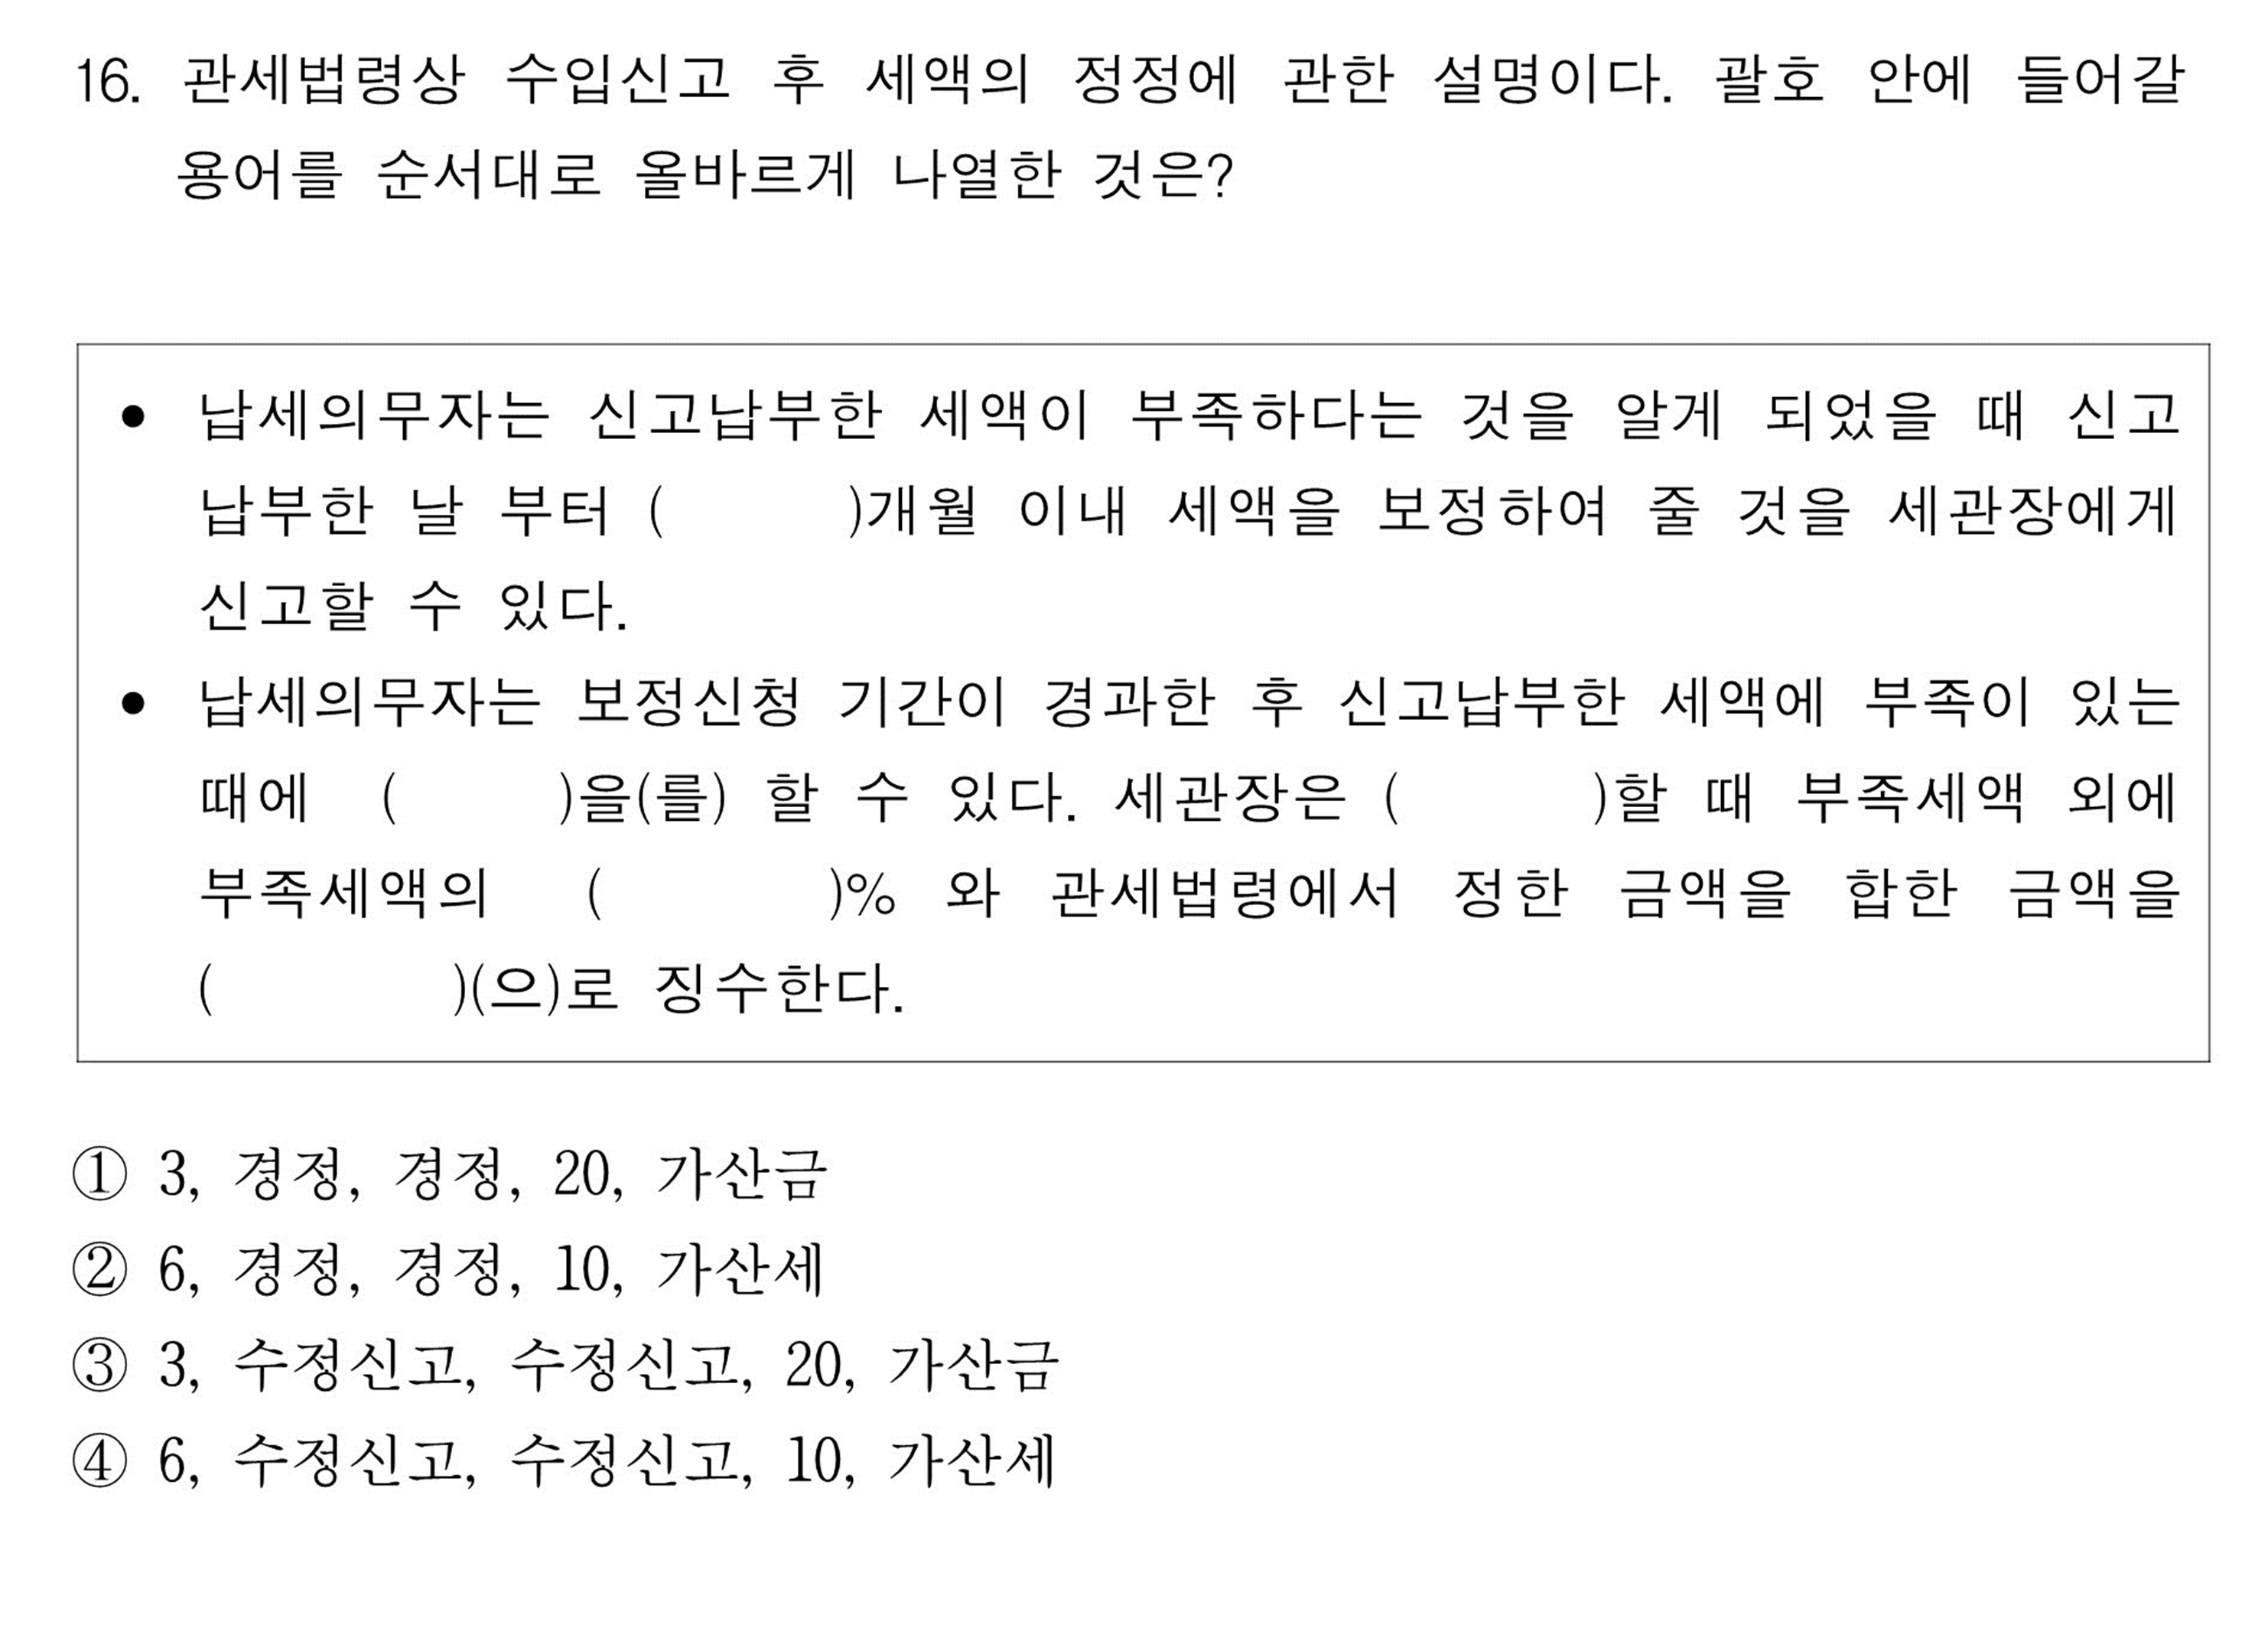 16. 관세법령상 수입신고 후 세액의 정정에 관한 설명이다. 괄호 안에 들어갈
용어를 순서대로 올바르게 나열한 것은?
● 납세의무자는 신고납부한 세액이 부족하다는 것을 알게 되었을 때 신고
납부한 날 부터 (   )개월 이내 세액을 보정하여 줄 것을 세관장에게
신고할 수 있다.
● 납세의무자는 보정신청 기간이 경과한 후 신고납부한 세액에 부족이 있는
때에 (   )을(를) 할 수 있다. 세관장은 (   )할 때 부족세액 외에
부족세액의 (   )% 와 관세법령에서 정한 금액을 합한 금액을
(   )(으)로 징수한다.
① 3, 경정, 경정, 20, 가산금
② 6, 경정, 경정, 10, 가산세
③ 3, 수정신고, 수정신고, 20, 가산금
④ 6, 수정신고, 수정신고, 10, 가산세